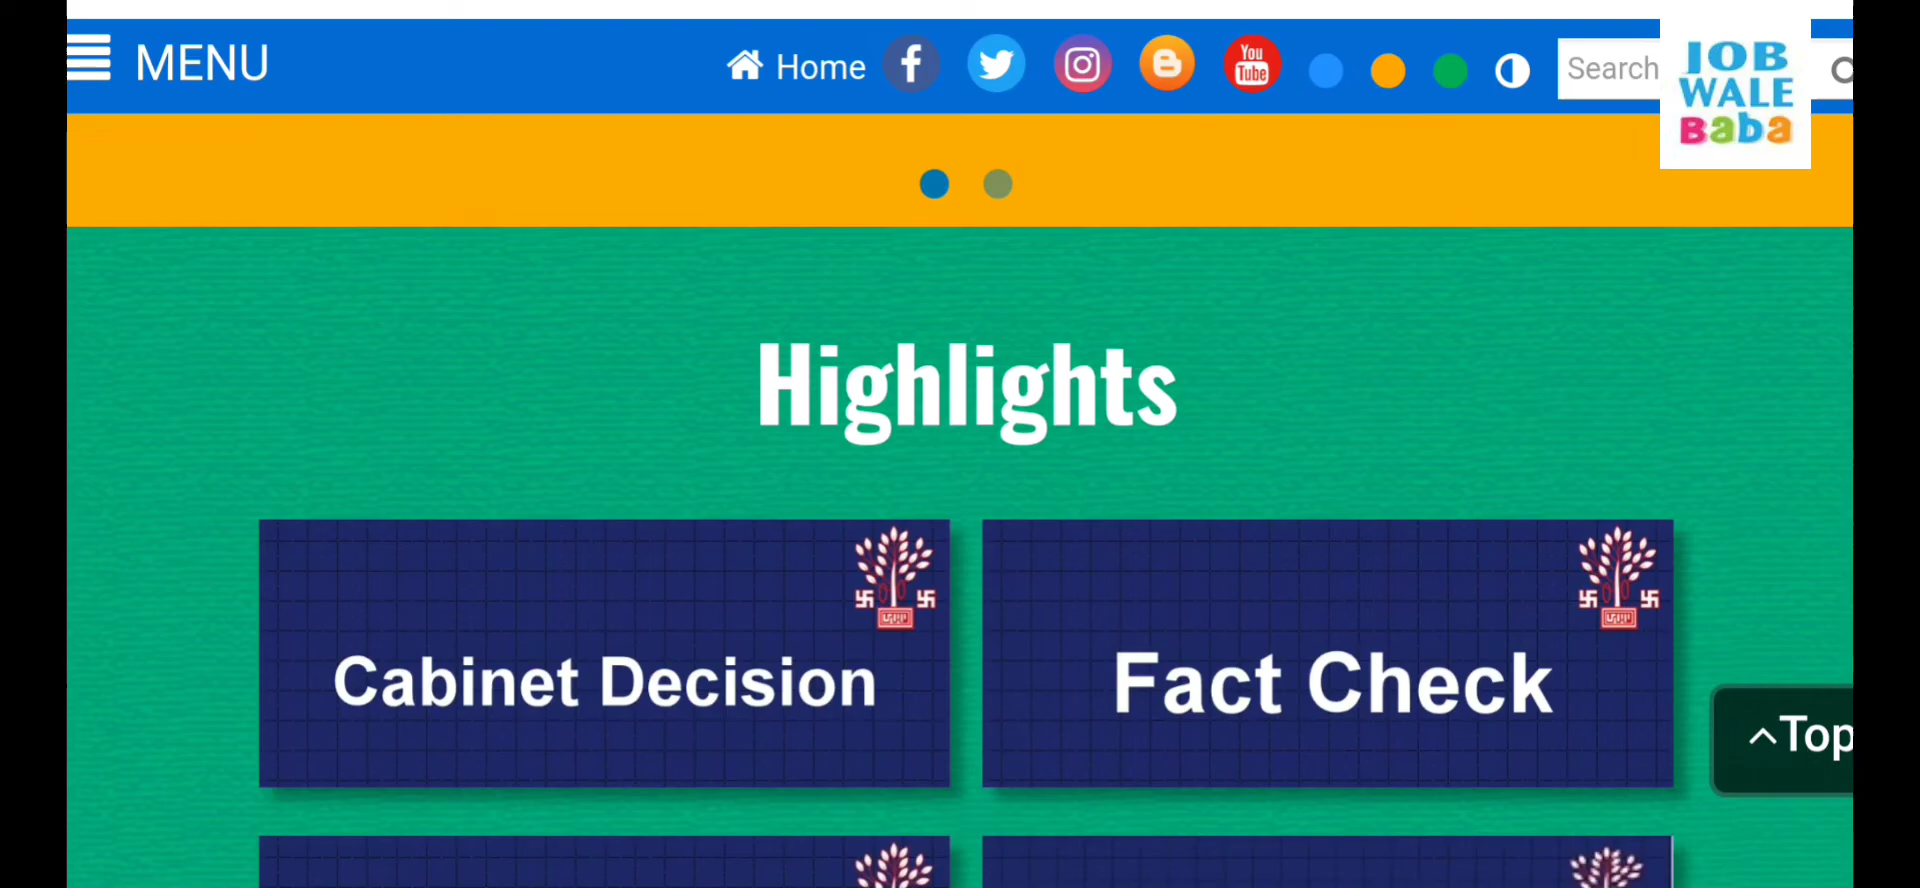 MENU
Home
You
Tube
Search
JOB
WALE
Baba
Highlights
Cabinet Decision
Fact Check
Top